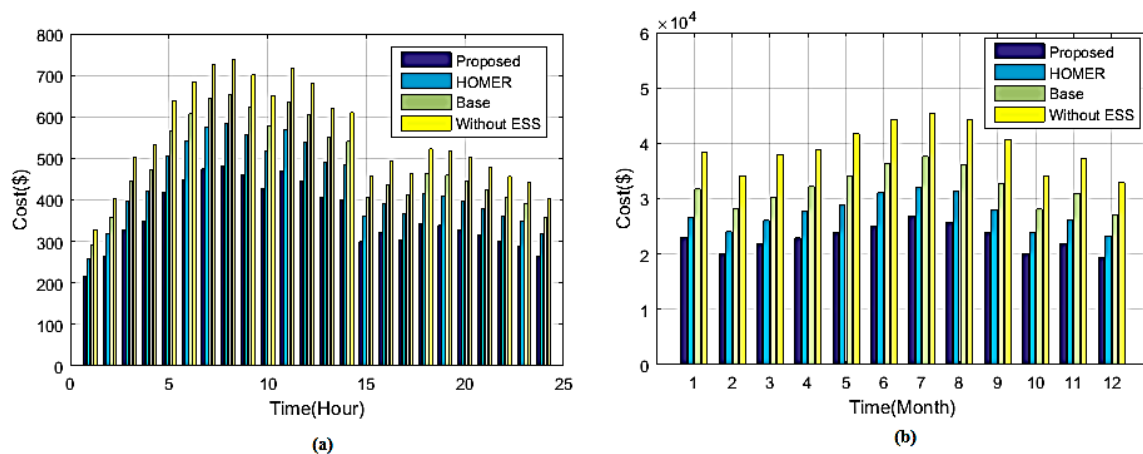 800
700
600
500
400
300
200
100
0
Cost($)
0 5 10 15 20 25
Time(Hour)
Proposed
HOMER
Base
Without ESS
(a)
×10⁴
6
5
4
3
2
1
0
Cost($)
1 2 3 4 5 6 7 8 9 10 11 12
Time(Month)
Proposed
HOMER
Base
Without ESS
(b)